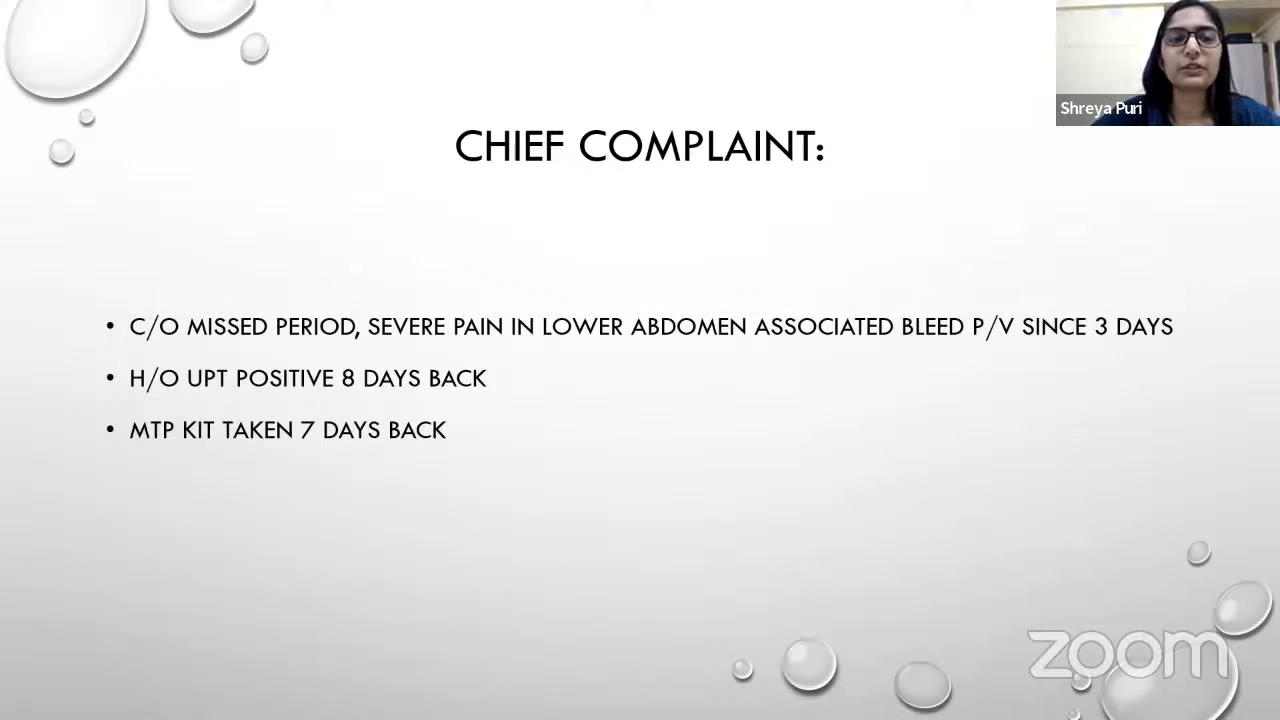 Shreya Puri
CHIEF COMPLAINT:
• C/O MISSED PERIOD, SEVERE PAIN IN LOWER ABDOMEN ASSOCIATED BLEED P/V SINCE 3 DAYS
• H/O UPT POSITIVE 8 DAYS BACK
• MTP KIT TAKEN 7 DAYS BACK
zoom